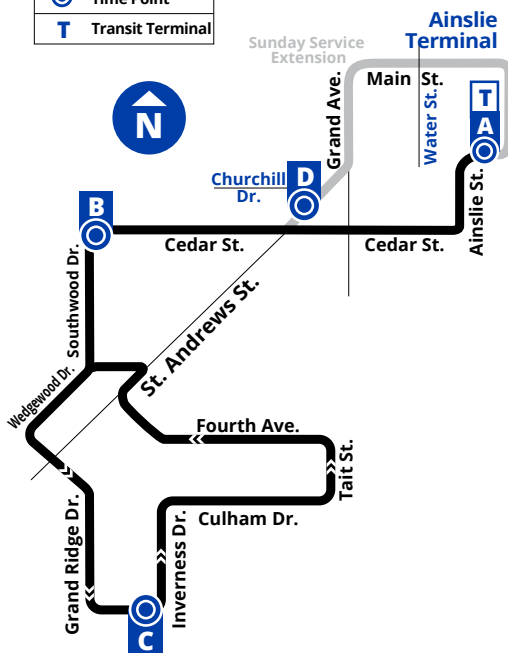 Time Point
T Transit Terminal
Ainslie
Terminal
Sunday Service
Extension
Main St.
Grand Ave.
Water St.
T
A
N
Churchill
Dr.
D
B
Cedar St.
Cedar St.
Ainslie St.
Southwood Dr.
St. Andrews St.
Wedgewood Dr.
Fourth Ave.
Tait St.
Culham Dr.
Grand Ridge Dr.
Inverness Dr.
C